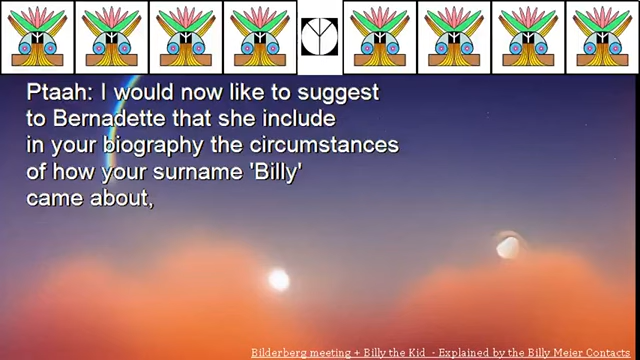 Ptaah: I would now like to suggest
to Bernadette that she include
in your biography the circumstances
of how your surname 'Billy'
came about,
Bilderberg meeting + Billy the Kid - Explained by the Billy Meier Contacts